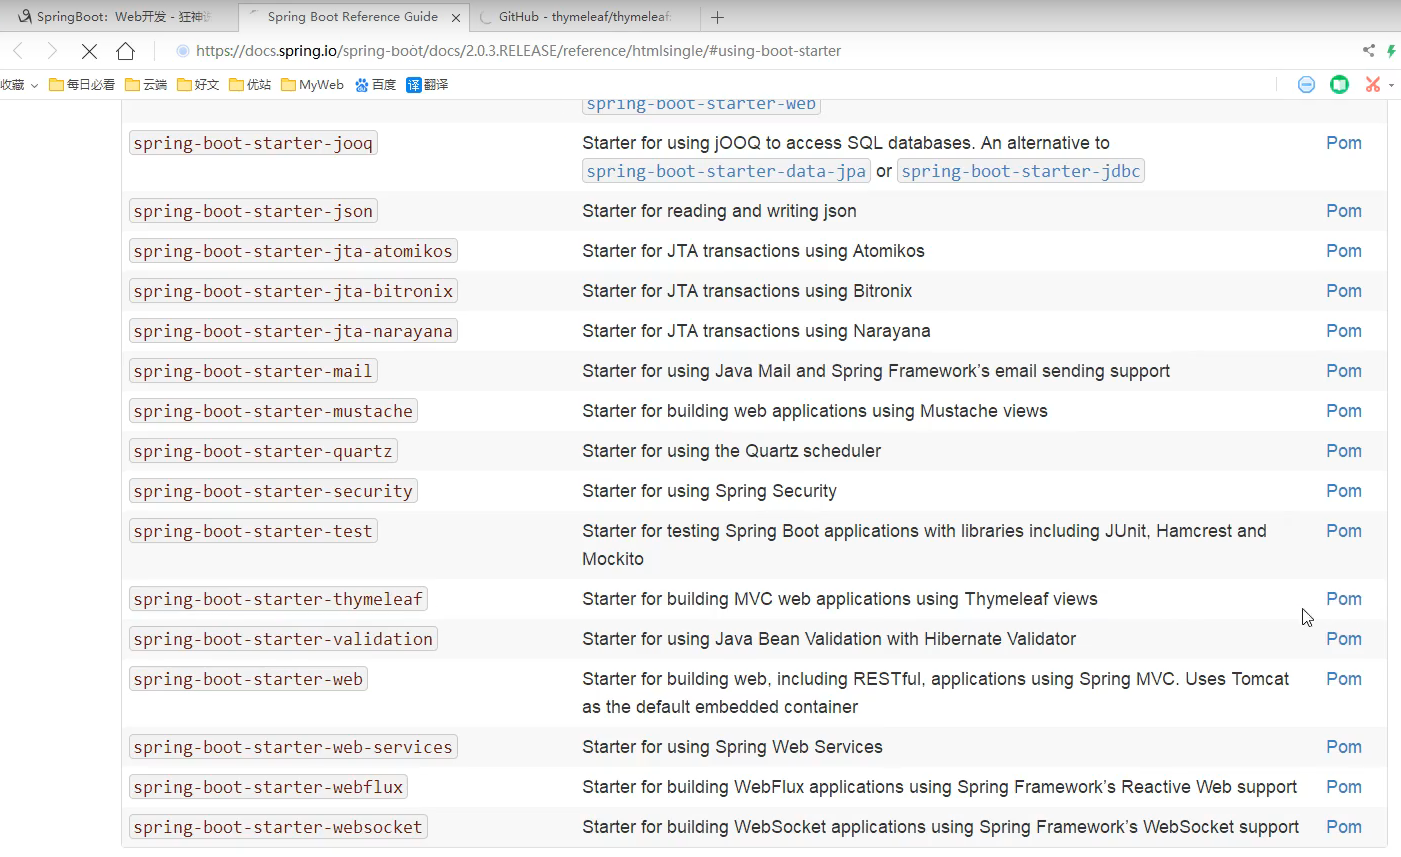 SpringBoot：Web开发 - 狂神
Spring Boot Reference Guide
GitHub - thymeleaf/thymeleaf:
https://docs.spring.io/spring-boot/docs/2.0.3.RELEASE/reference/htmlsingle/#using-boot-starter
收藏 每日必看 云端 好文 优站 MyWeb 百度 译 翻译
spring-boot-starter-web
spring-boot-starter-jooq Starter for using jOOQ to access SQL databases. An alternative to Pom
spring-boot-starter-data-jpa or spring-boot-starter-jdbc
spring-boot-starter-json Starter for reading and writing json Pom
spring-boot-starter-jta-atomikos Starter for JTA transactions using Atomikos Pom
spring-boot-starter-jta-bitronix Starter for JTA transactions using Bitronix Pom
spring-boot-starter-jta-narayana Starter for JTA transactions using Narayana Pom
spring-boot-starter-mail Starter for using Java Mail and Spring Framework’s email sending support Pom
spring-boot-starter-mustache Starter for building web applications using Mustache views Pom
spring-boot-starter-quartz Starter for using the Quartz scheduler Pom
spring-boot-starter-security Starter for using Spring Security Pom
spring-boot-starter-test Starter for testing Spring Boot applications with libraries including JUnit, Hamcrest and Pom
Mockito
spring-boot-starter-thymeleaf Starter for building MVC web applications using Thymeleaf views Pom
spring-boot-starter-validation Starter for using Java Bean Validation with Hibernate Validator Pom
spring-boot-starter-web Starter for building web, including RESTful, applications using Spring MVC. Uses Tomcat Pom
as the default embedded container
spring-boot-starter-web-services Starter for using Spring Web Services Pom
spring-boot-starter-webflux Starter for building WebFlux applications using Spring Framework’s Reactive Web support Pom
spring-boot-starter-websocket Starter for building WebSocket applications using Spring Framework’s WebSocket support Pom